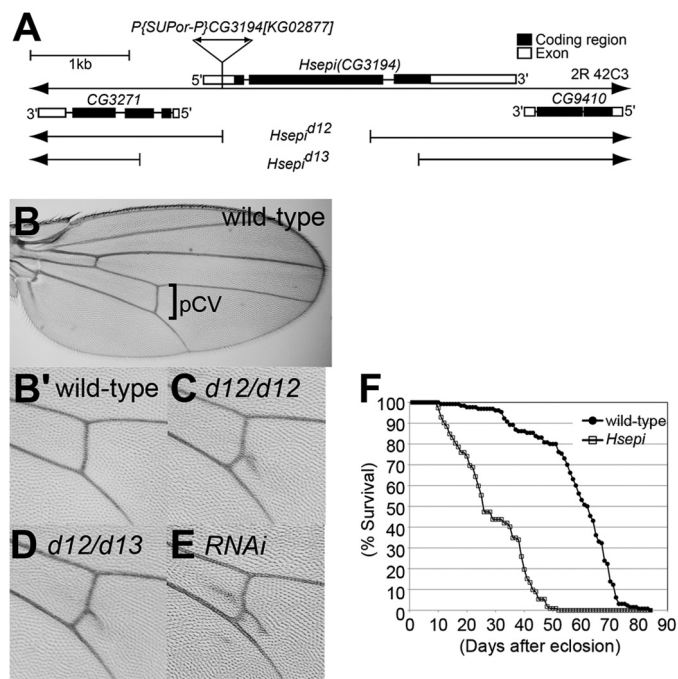 A
P{SUPor-P}CG3194[KG02877]
1kb
Coding region
Exon
Hsepi(CG3194)
5'
3'
2R 42C3
CG3271
3'
5'
CG9410
3'
5'
Hsepi d12
Hsepi d13
B
wild-type
pCV
B' wild-type
C d12/d12
D d12/d13
E RNAi
F
wild-type
Hsepi
(% Survival)
100
90
80
70
60
50
40
30
20
10
0
0 10 20 30 40 50 60 70 80 90
(Days after eclosion)